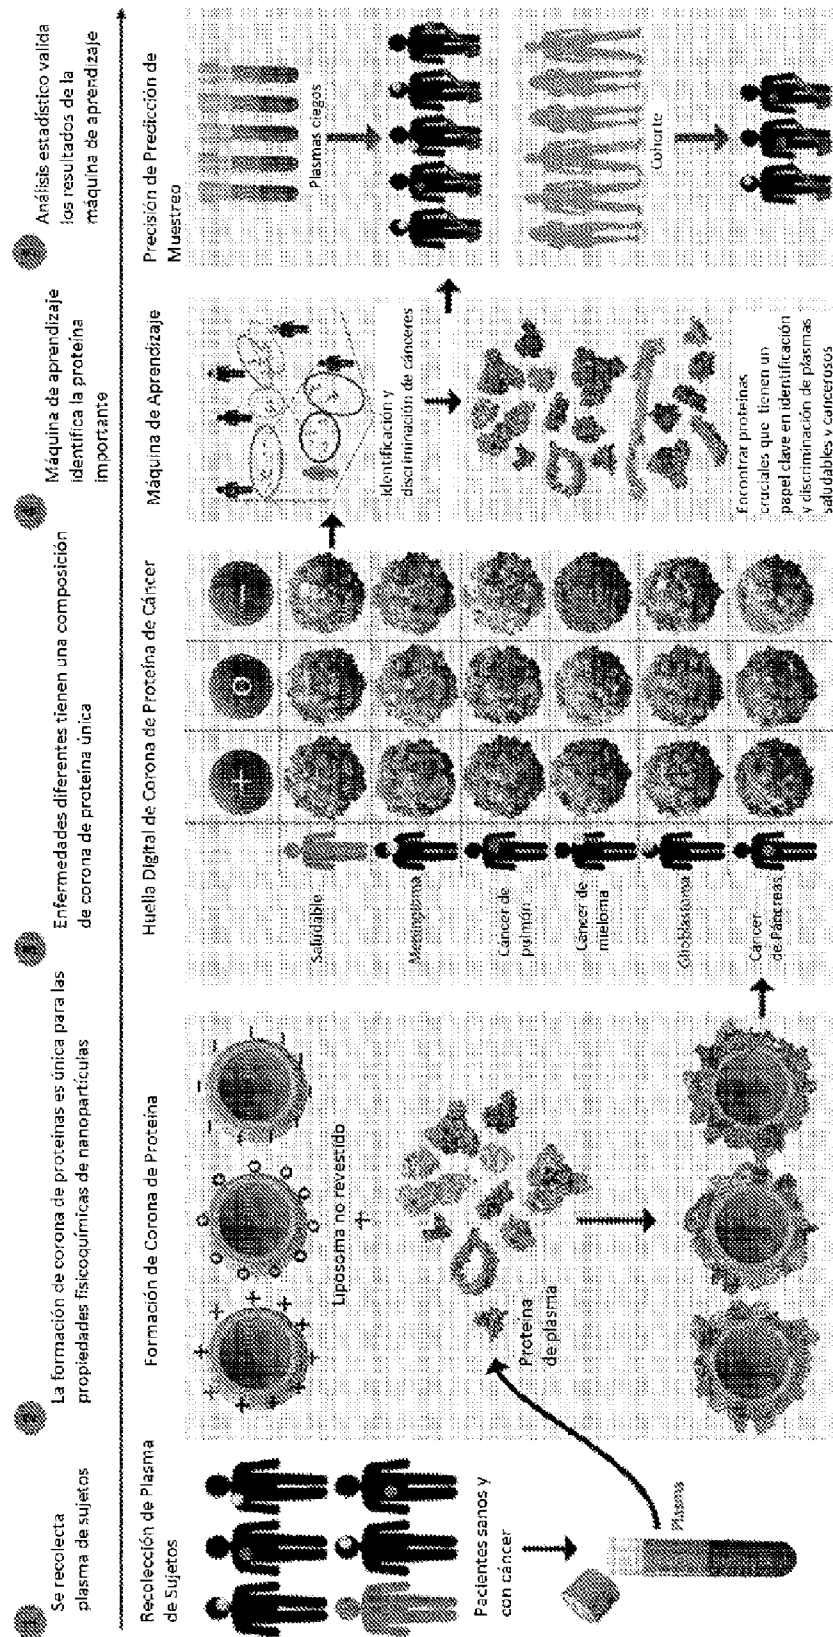 1
Se recolecta
plasma de sujetos
2
La formación de corona de proteínas es única para las
propiedades fisicoquímicas de nanopartículas
3
Enfermedades diferentes tienen una composición
de corona de proteína única
4
Máquina de aprendizaje
identifica la proteína
importante
Análisis estadístico valida
los resultados de la
máquina de aprendizaje
Recolección de Plasma
de Sujetos
Pacientes sanos y
con cáncer
Plasma
Formación de Corona de Proteína
Liposoma no revestido
+
Proteína
de plasma
Huella Digital de Corona de Proteína de Cáncer
Saludable
Meningioma
Cáncer de
pulmón
Cáncer de
mieloma
Glioblastoma
Cáncer
de Páncreas
Máquina de Aprendizaje
Identificación y
discriminación de cánceres
Encontrar proteínas
cruciales que tienen un
papel clave en identificación
y discriminación de plasmas
saludables y cancerosos
Precisión de Predicción de
Muestreo
Plasmas ciegos
Cohorte